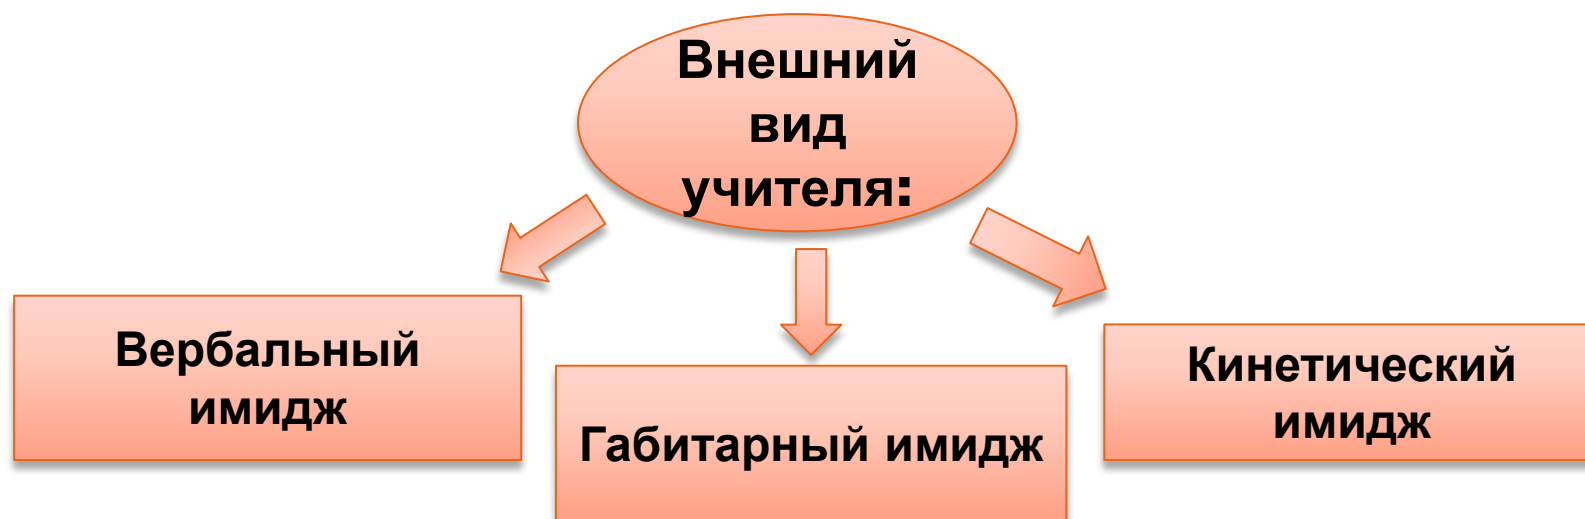 Внешний
вид
учителя:
Вербальный
имидж
Габитарный имидж
Кинетический
имидж